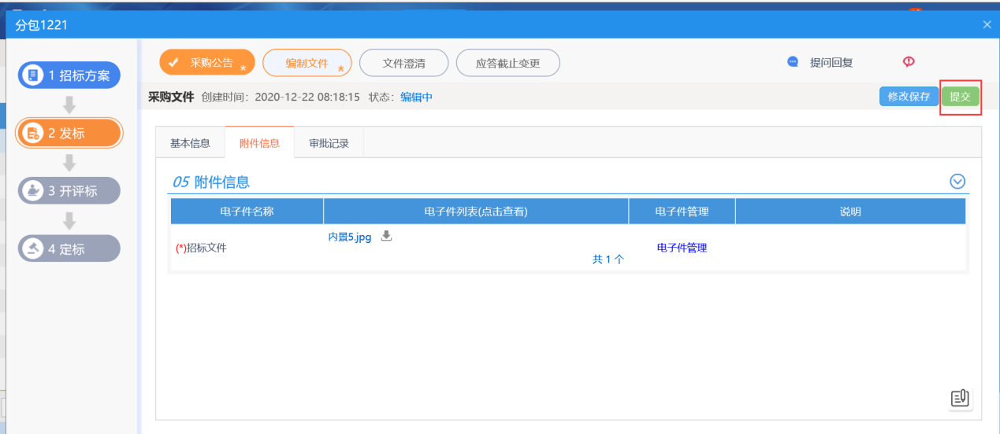 分包1221
1 招标方案
2 发标
3 开评标
4 定标
采购公告 * 编制文件 * 文件澄清 应答截止变更 提问回复
采购文件 创建时间：2020-12-22 08:18:15 状态：编辑中 修改保存 提交
基本信息 附件信息 审批记录
05 附件信息
电子件名称 电子件列表(点击查看) 电子件管理 说明
(*)招标文件 内景5.jpg 电子件管理
共 1 个